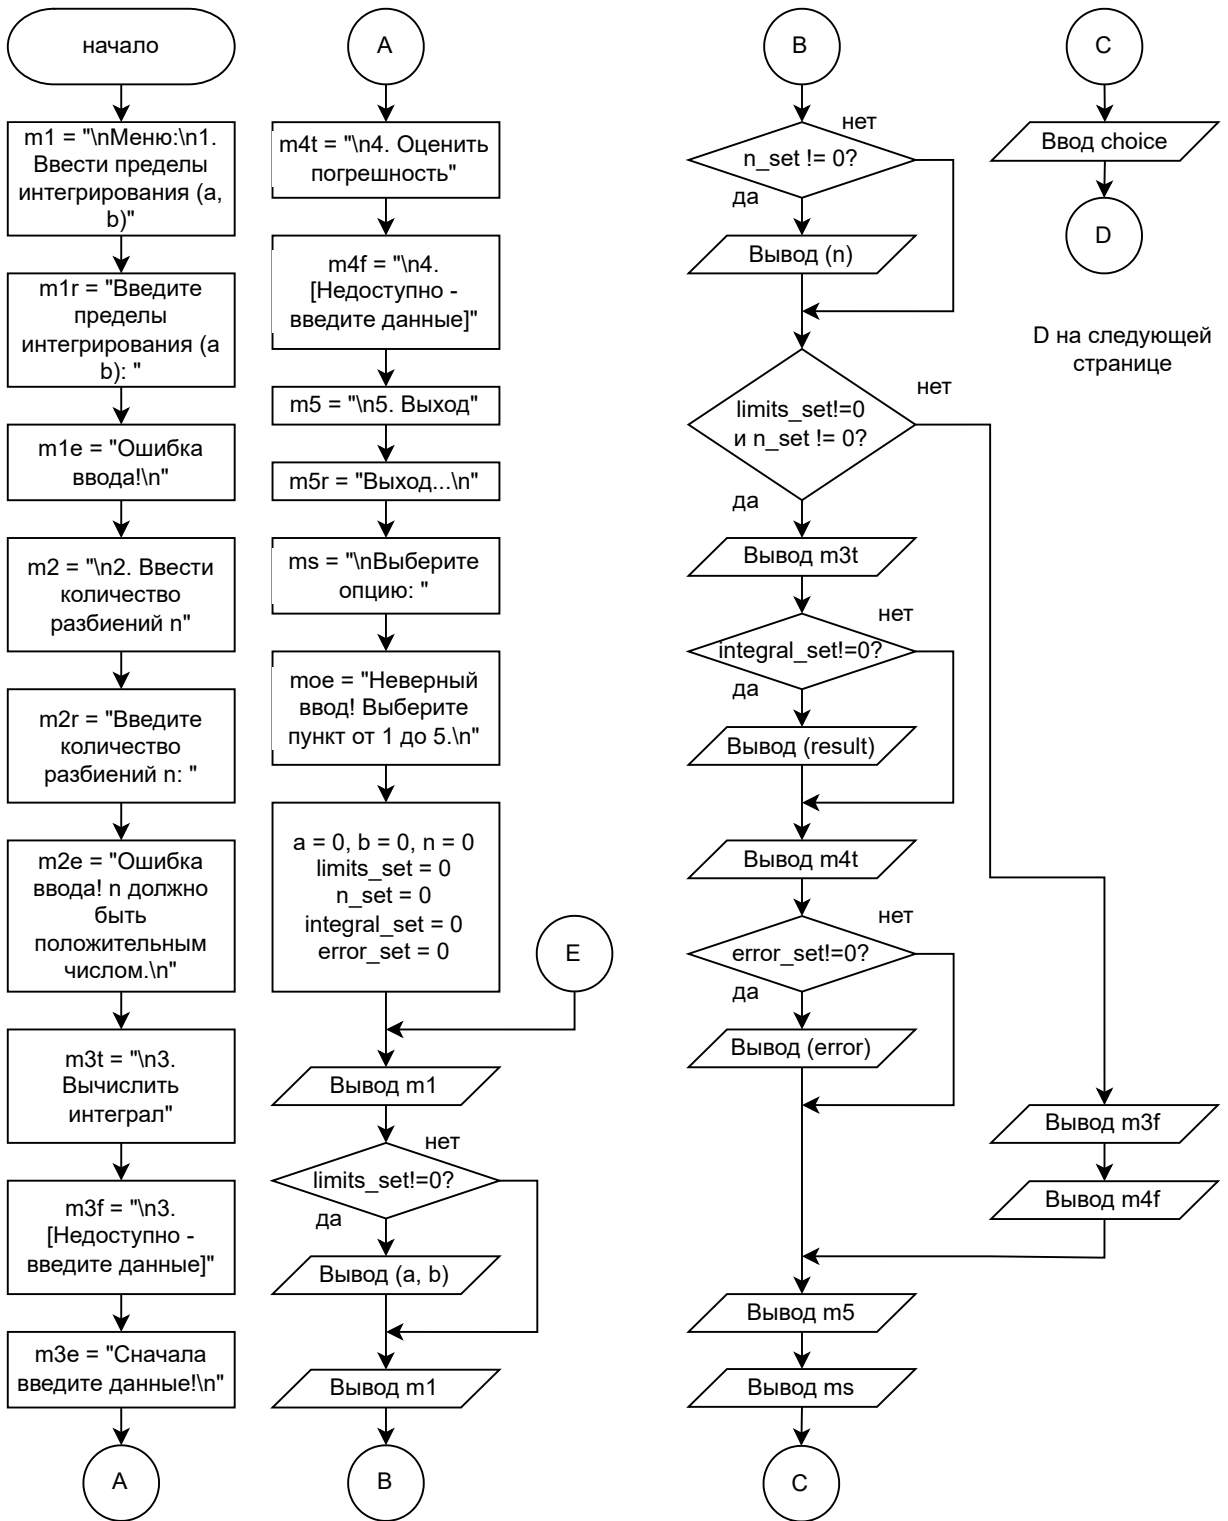 начало
m1 = "\nМеню:\n1.
Ввести пределы
интегрирования (a,
b)"
m1r = "Введите
пределы
интегрирования (a
b): "
m1e = "Ошибка
ввода!\n"
m2 = "\n2. Ввести
количество
разбиений n"
m2r = "Введите
количество
разбиений n: "
m2e = "Ошибка
ввода! n должно
быть
положительным
числом.\n"
m3t = "\n3.
Вычислить
интеграл"
m3f = "\n3.
[Недоступно -
введите данные]"
m3e = "Сначала
введите данные!\n"
A
A
m4t = "\n4. Оценить
погрешность"
m4f = "\n4.
[Недоступно -
введите данные]"
m5 = "\n5. Выход"
m5r = "Выход...\n"
ms = "\nВыберите
опцию: "
moe = "Неверный
ввод! Выберите
пункт от 1 до 5.\n"
a = 0, b = 0, n = 0
limits_set = 0
n_set = 0
integral_set = 0
error_set = 0
E
Вывод m1
нет
limits_set!=0?
да
Вывод (a, b)
Вывод m1
B
B
нет
n_set != 0?
да
Вывод (n)
нет
limits_set!=0
и n_set != 0?
да
Вывод m3t
нет
integral_set!=0?
да
Вывод (result)
Вывод m4t
нет
error_set!=0?
да
Вывод (error)
Вывод m3f
Вывод m4f
Вывод m5
Вывод ms
C
C
Ввод choice
D
D на следующей
странице